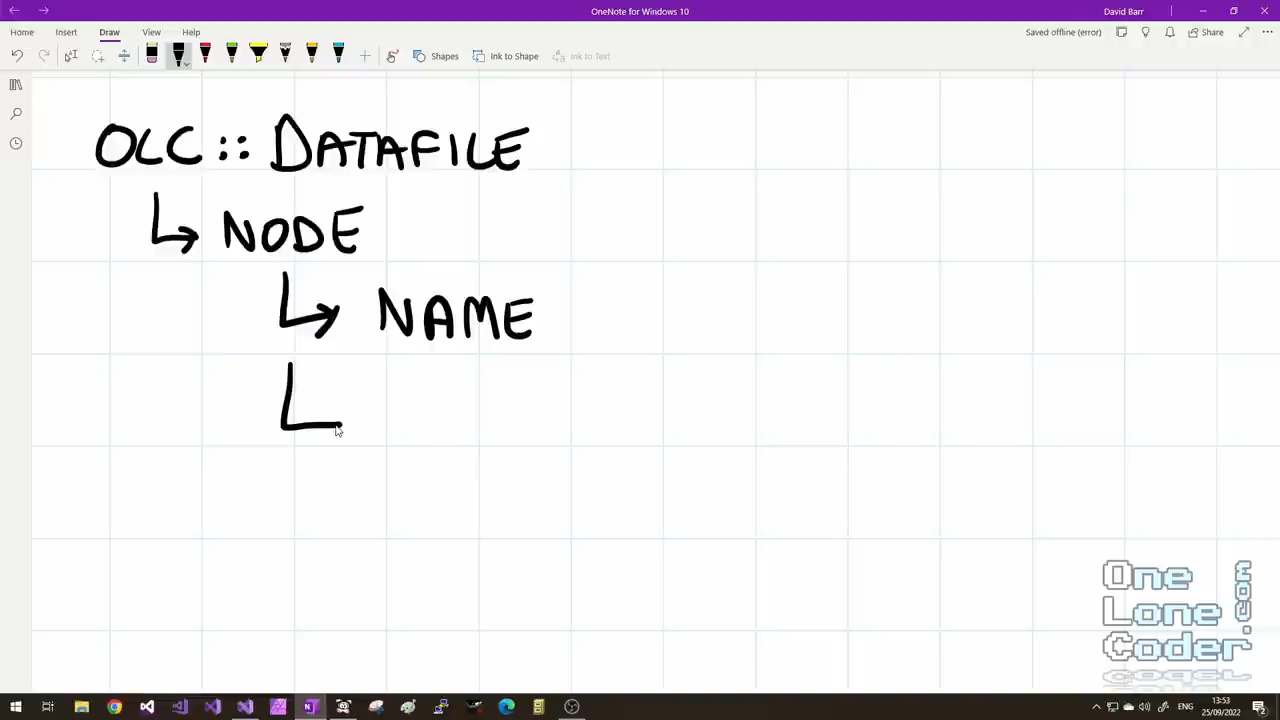 OneNote for Windows 10
David Barr
Home Insert Draw View Help
Saved offline (error)
Share
Shapes
Ink to Shape
Ink to Text
OLC :: DATAFILE
NODE
NAME
One
Lone
Coder.com
ENG
13:53
25/09/2022